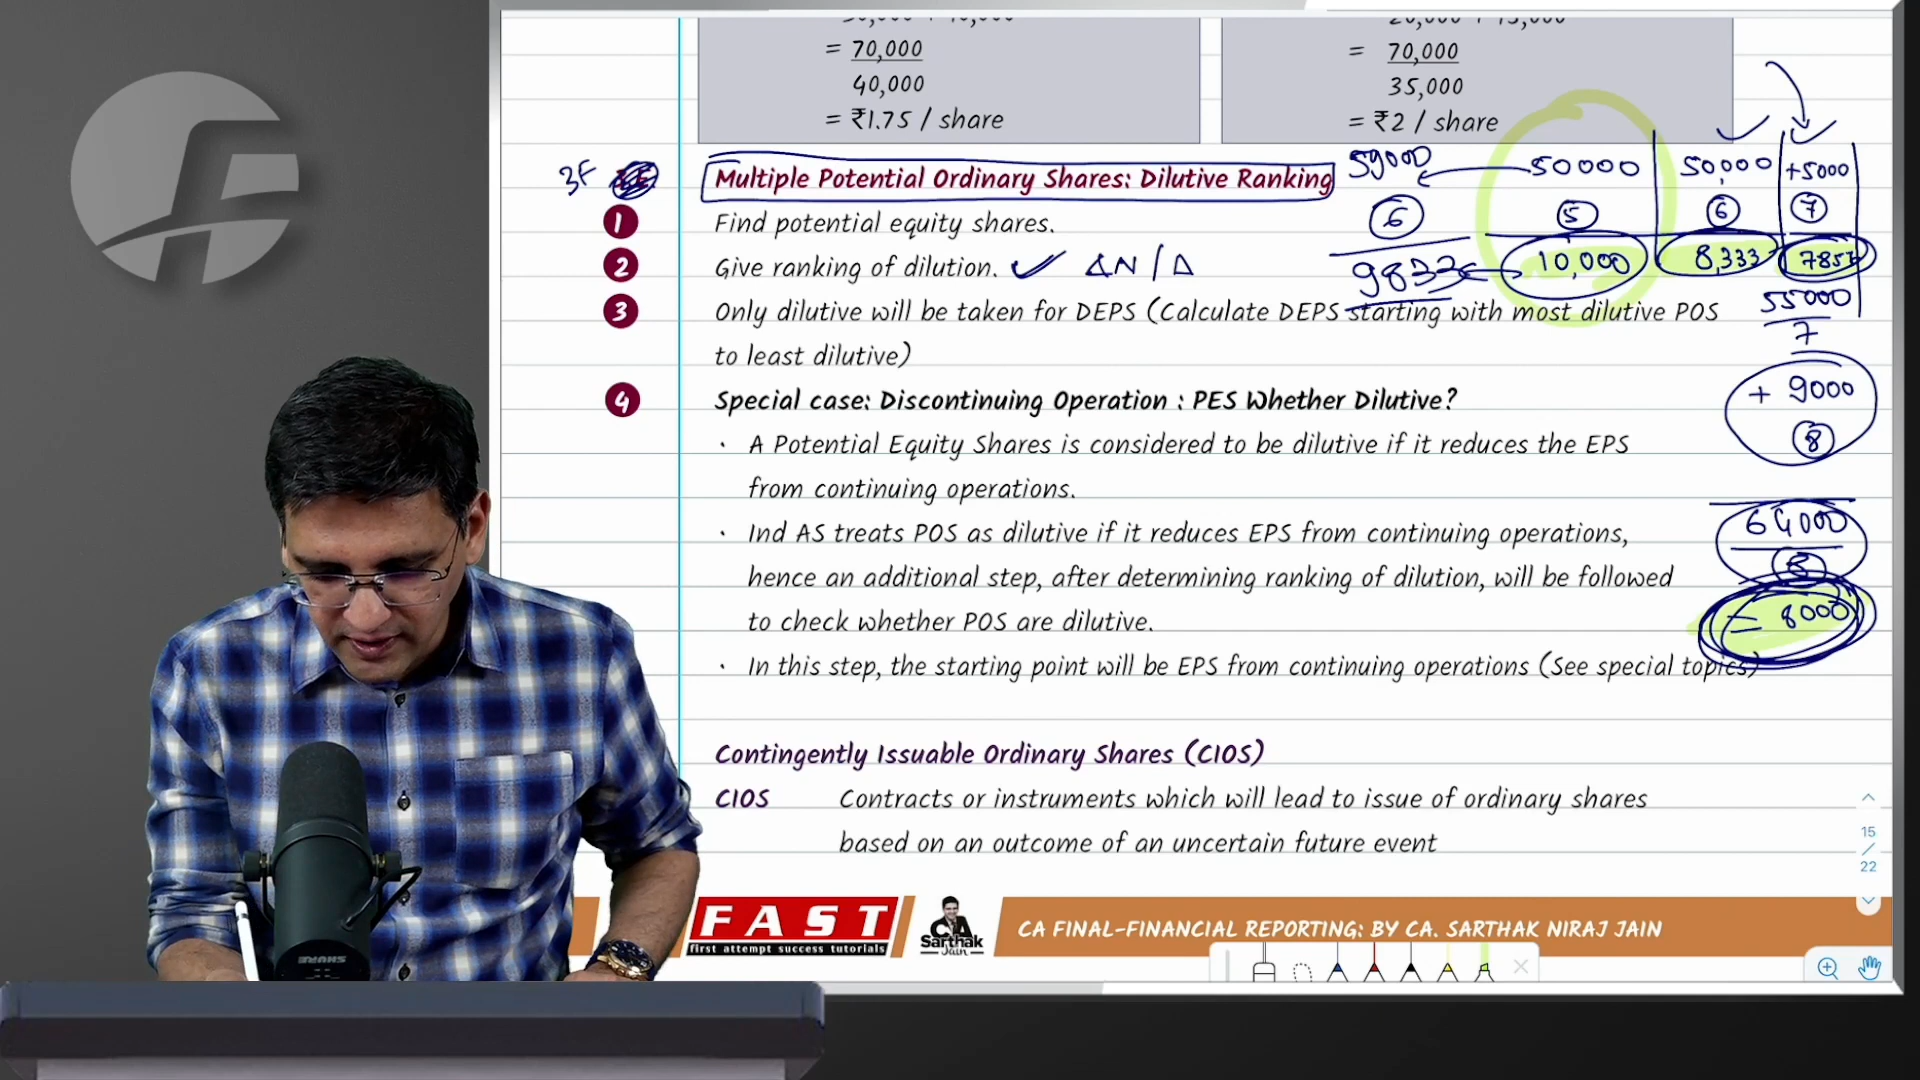 = 70,000
40,000
= ₹1.75 / share
= 70,000
35,000
= ₹2 / share
3F
Multiple Potential Ordinary Shares: Dilutive Ranking
1 Find potential equity shares.
2 Give ranking of dilution. ✓ ΔN / Δ
3 Only dilutive will be taken for DEPS (Calculate DEPS starting with most dilutive POS
to least dilutive)
4 Special case: Discontinuing Operation : PES Whether Dilutive?
· A Potential Equity Shares is considered to be dilutive if it reduces the EPS
from continuing operations.
· Ind AS treats POS as dilutive if it reduces EPS from continuing operations,
hence an additional step, after determining ranking of dilution, will be followed
to check whether POS are dilutive.
· In this step, the starting point will be EPS from continuing operations (See special topics)
59000
6
9833
50000
5
10,000
50,000
6
8,333
+5000
7
7857
55000
7
+ 9000
8
64000
8
= 8000
Contingently Issuable Ordinary Shares (CIOS)
CIOS Contracts or instruments which will lead to issue of ordinary shares
based on an outcome of an uncertain future event
15
/
22
FAST
first attempt success tutorials
CA
Sarthak
Jain
CA FINAL-FINANCIAL REPORTING: BY CA. SARTHAK NIRAJ JAIN
SHURE